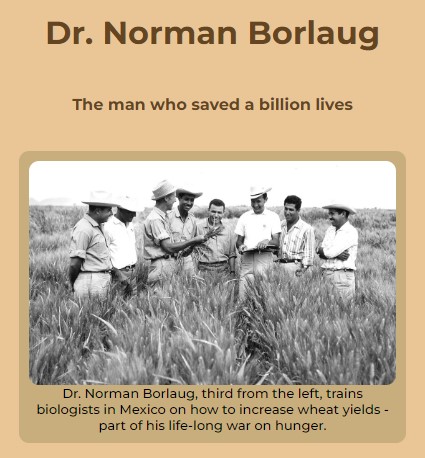 Dr. Norman Borlaug
The man who saved a billion lives
Dr. Norman Borlaug, third from the left, trains
biologists in Mexico on how to increase wheat yields -
part of his life-long war on hunger.